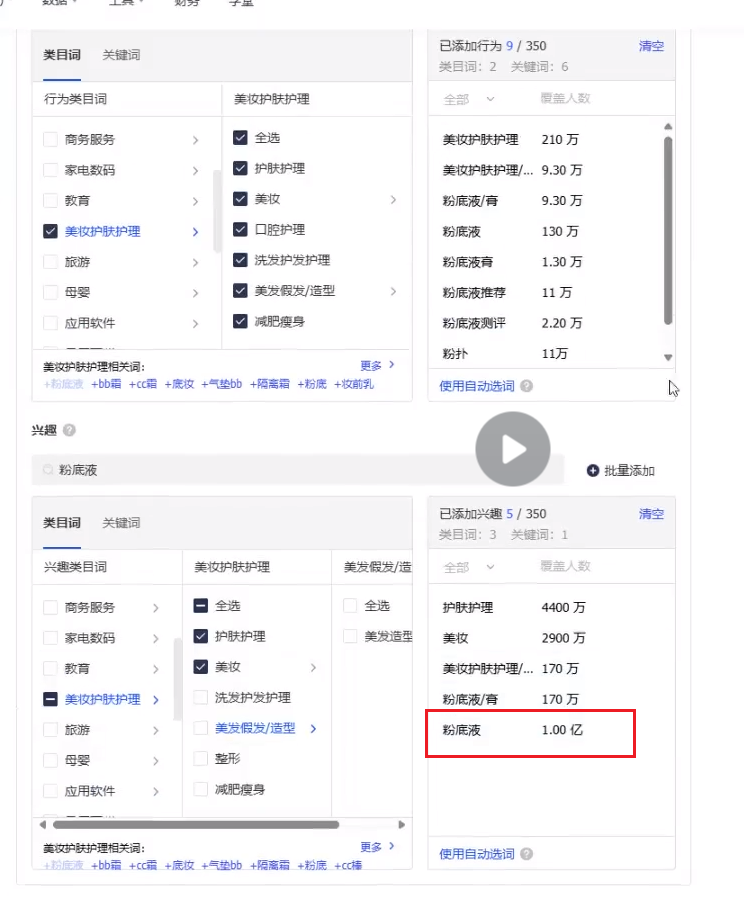 数据 工具 财务 学堂
类目词 关键词
行为类目词 美妆护肤护理
商务服务
家电数码
教育
美妆护肤护理
旅游
母婴
应用软件
全选
护肤护理
美妆
口腔护理
洗发护发护理
美发假发/造型
减肥瘦身
美妆护肤护理相关词: 更多
+粉底液 +bb霜 +cc霜 +底妆 +气垫bb +隔离霜 +粉底 +妆前乳
已添加行为 9 / 350 清空
类目词: 2 关键词: 6
全部 覆盖人数
美妆护肤护理 210 万
美妆护肤护理/... 9.30 万
粉底液/膏 9.30 万
粉底液 130 万
粉底液膏 1.30 万
粉底液推荐 11 万
粉底液测评 2.20 万
粉扑 11万
使用自动选词 ?
兴趣 ?
粉底液
批量添加
类目词 关键词
兴趣类目词 美妆护肤护理 美发假发/造
商务服务
家电数码
教育
美妆护肤护理
旅游
母婴
应用软件
全选
护肤护理
美妆
洗发护发护理
美发假发/造型
整形
减肥瘦身
全选
美发造型
美妆护肤护理相关词: 更多
+粉底液 +bb霜 +cc霜 +底妆 +气垫bb +隔离霜 +粉底 +cc棒
已添加兴趣 5 / 350 清空
类目词: 3 关键词: 1
全部 覆盖人数
护肤护理 4400 万
美妆 2900 万
美妆护肤护理/... 170 万
粉底液/膏 170 万
粉底液 1.00 亿
使用自动选词 ?